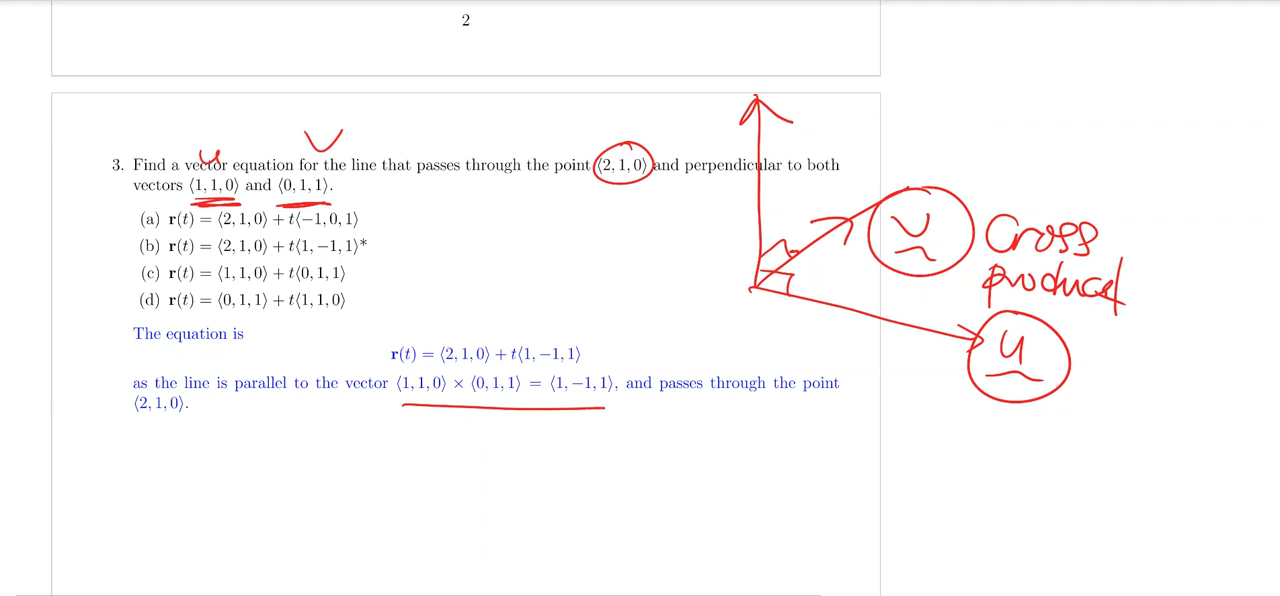 2
u
V
3. Find a vector equation for the line that passes through the point ⟨2, 1, 0⟩ and perpendicular to both
vectors ⟨1, 1, 0⟩ and ⟨0, 1, 1⟩.
(a) r(t) = ⟨2, 1, 0⟩ + t⟨−1, 0, 1⟩
(b) r(t) = ⟨2, 1, 0⟩ + t⟨1, −1, 1⟩*
(c) r(t) = ⟨1, 1, 0⟩ + t⟨0, 1, 1⟩
(d) r(t) = ⟨0, 1, 1⟩ + t⟨1, 1, 0⟩
The equation is
r(t) = ⟨2, 1, 0⟩ + t⟨1, −1, 1⟩
as the line is parallel to the vector ⟨1, 1, 0⟩ × ⟨0, 1, 1⟩ = ⟨1, −1, 1⟩, and passes through the point
⟨2, 1, 0⟩.
V
Cross
product
u